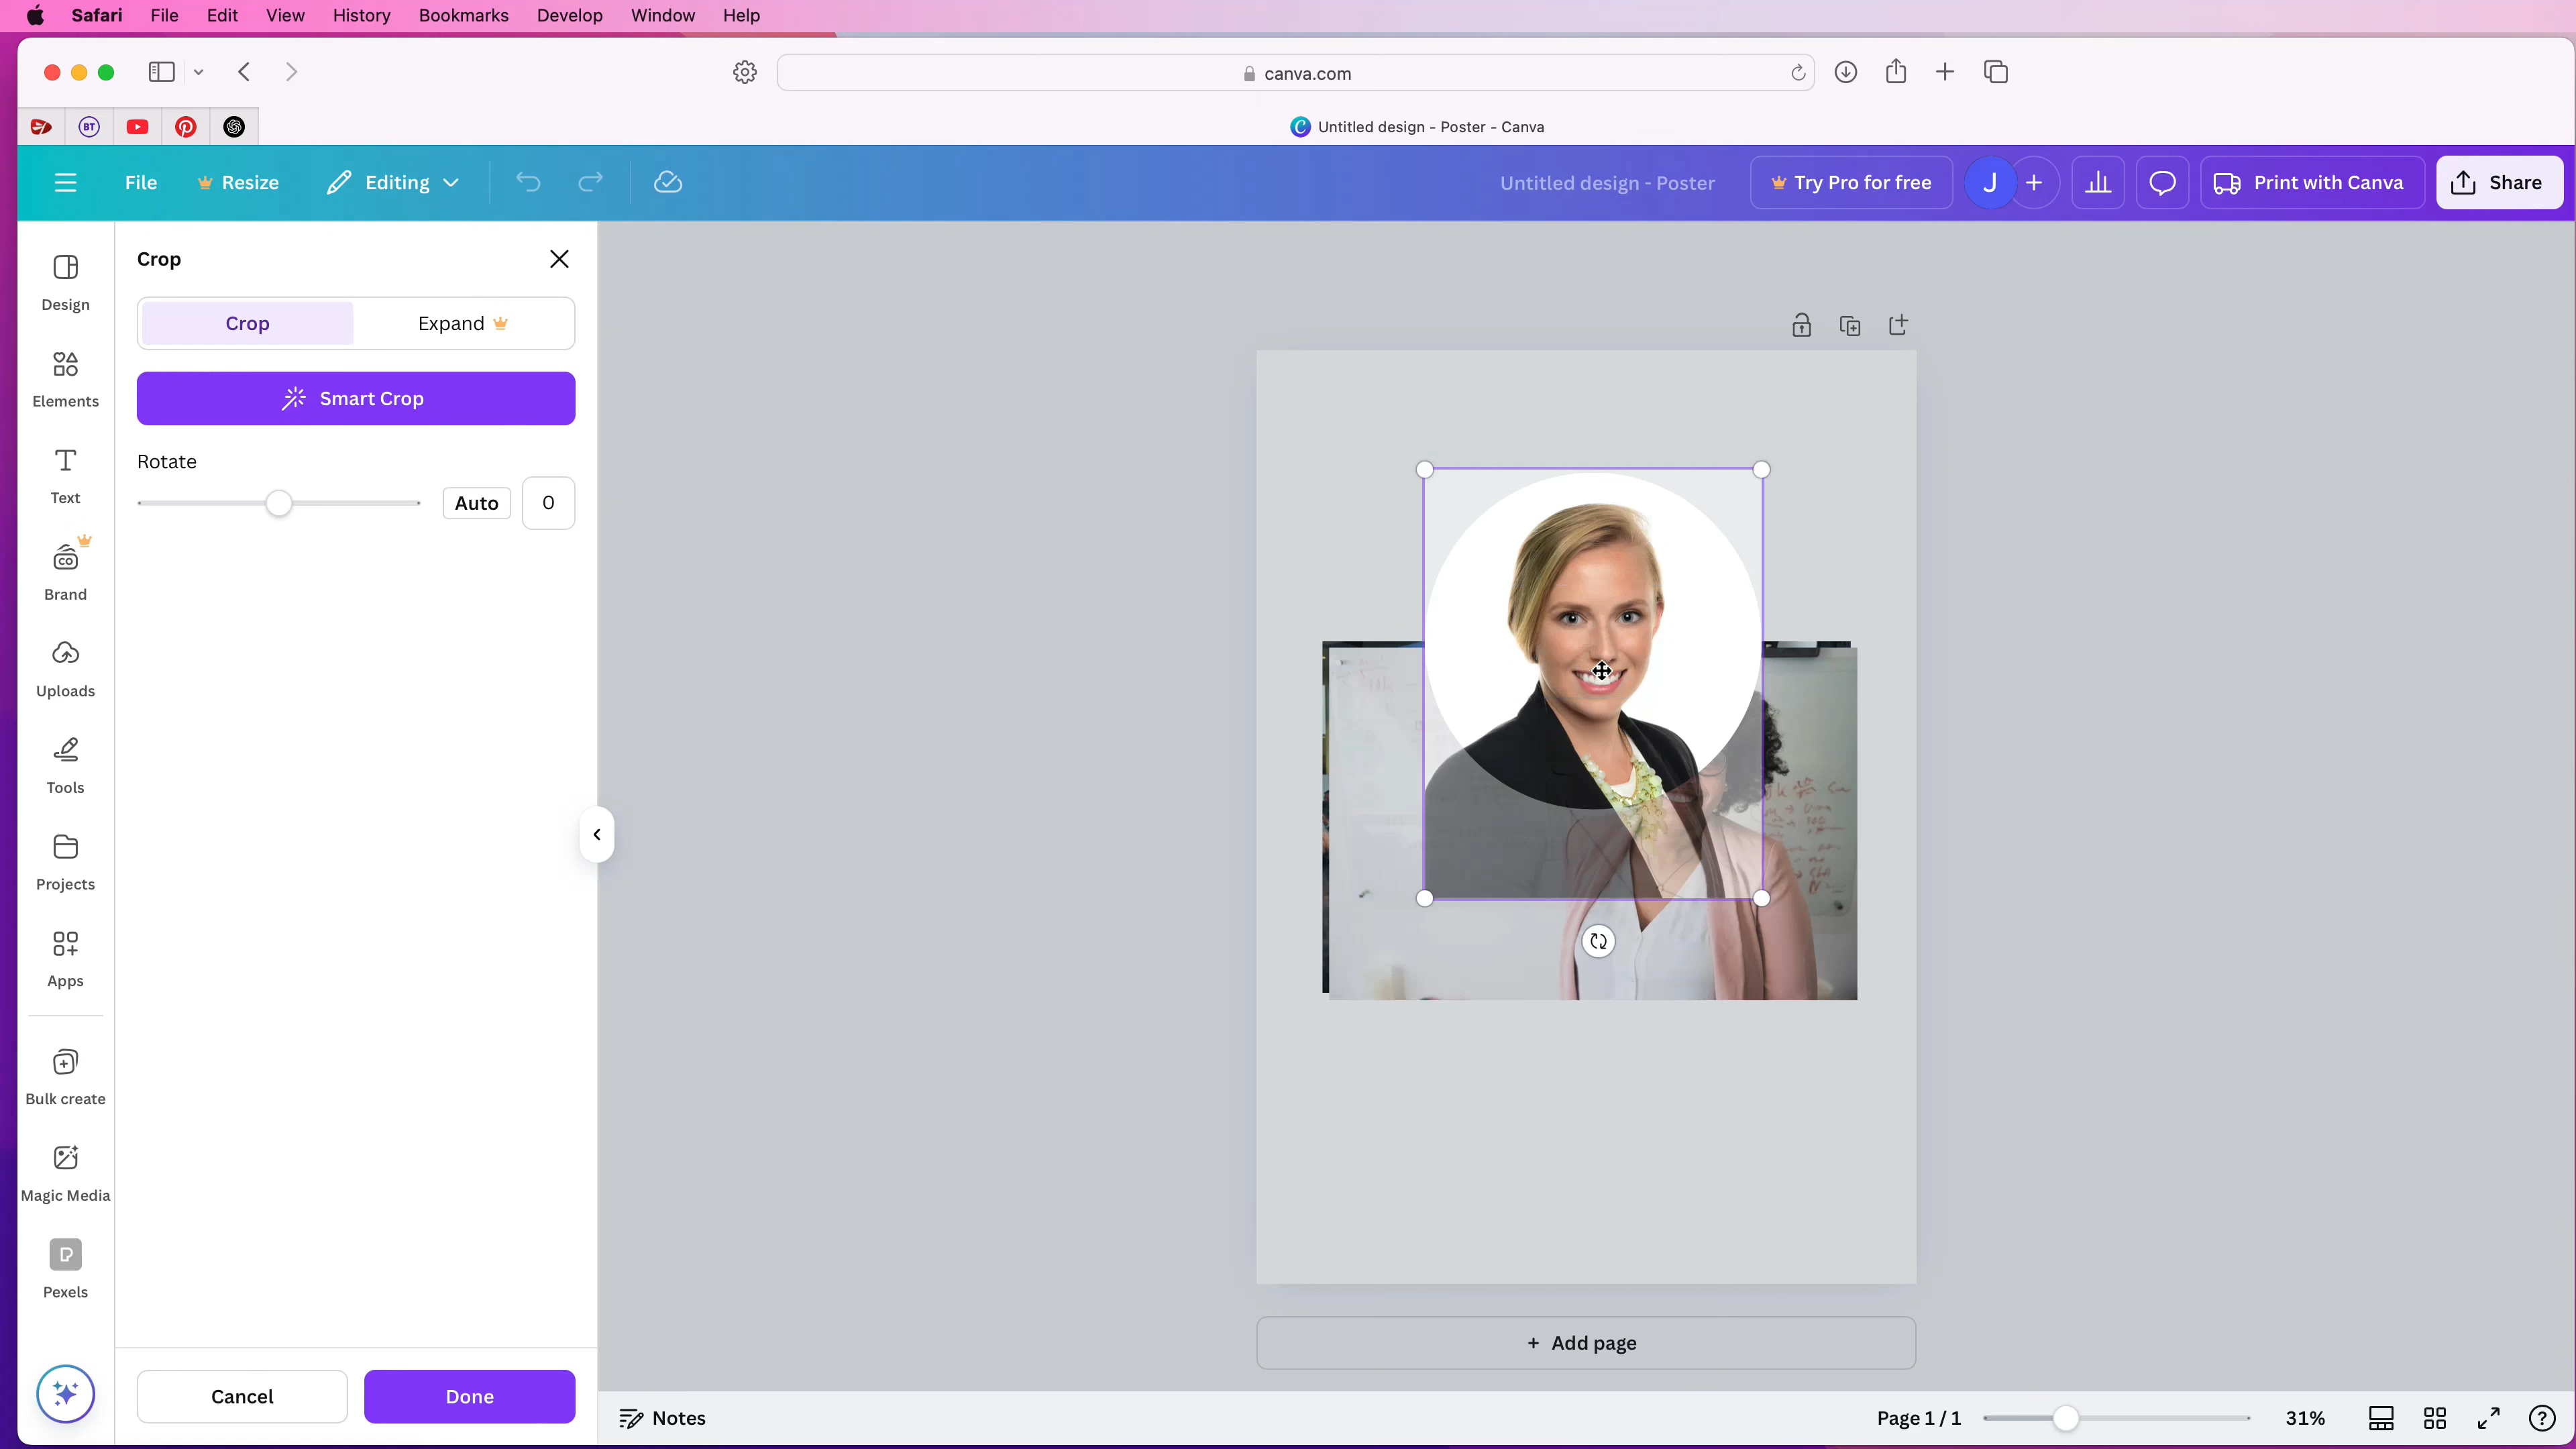 Safari File Edit View History Bookmarks Develop Window Help
canva.com
BT
Untitled design - Poster - Canva
File Resize Editing Untitled design - Poster Try Pro for free J + Print with Canva Share
Design
Elements
Text
CO
Brand
Uploads
Tools
Projects
Apps
Bulk create
Magic Media
Pexels
Crop
Crop Expand
Smart Crop
Rotate
Auto 0
Cancel Done
+ Add page
Notes
Page 1 / 1 31%